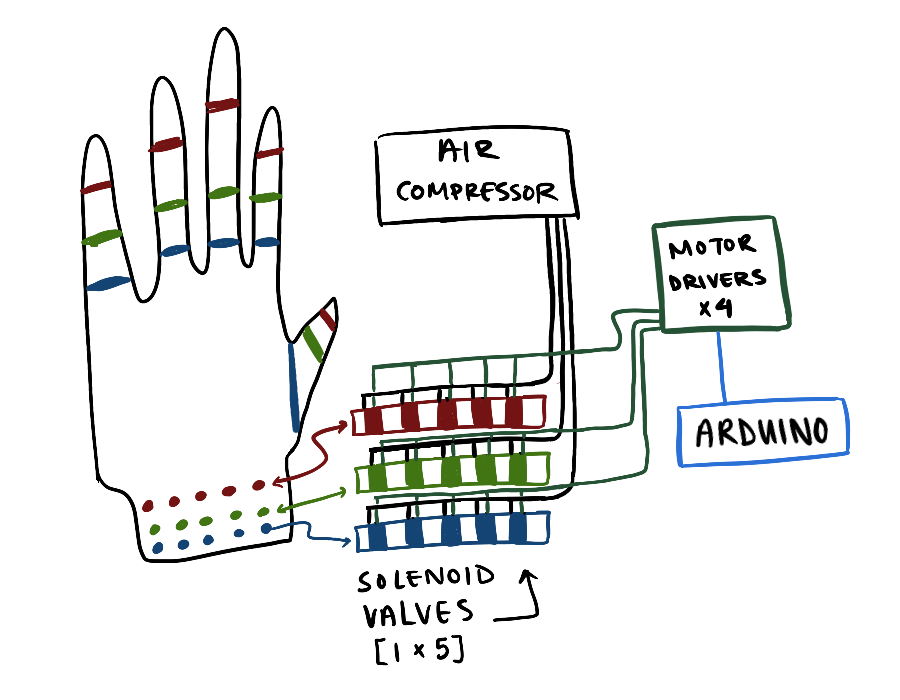 AIR
COMPRESSOR
MOTOR
DRIVERS
x4
ARDUINO
SOLENOID
VALVES
[1 x 5]